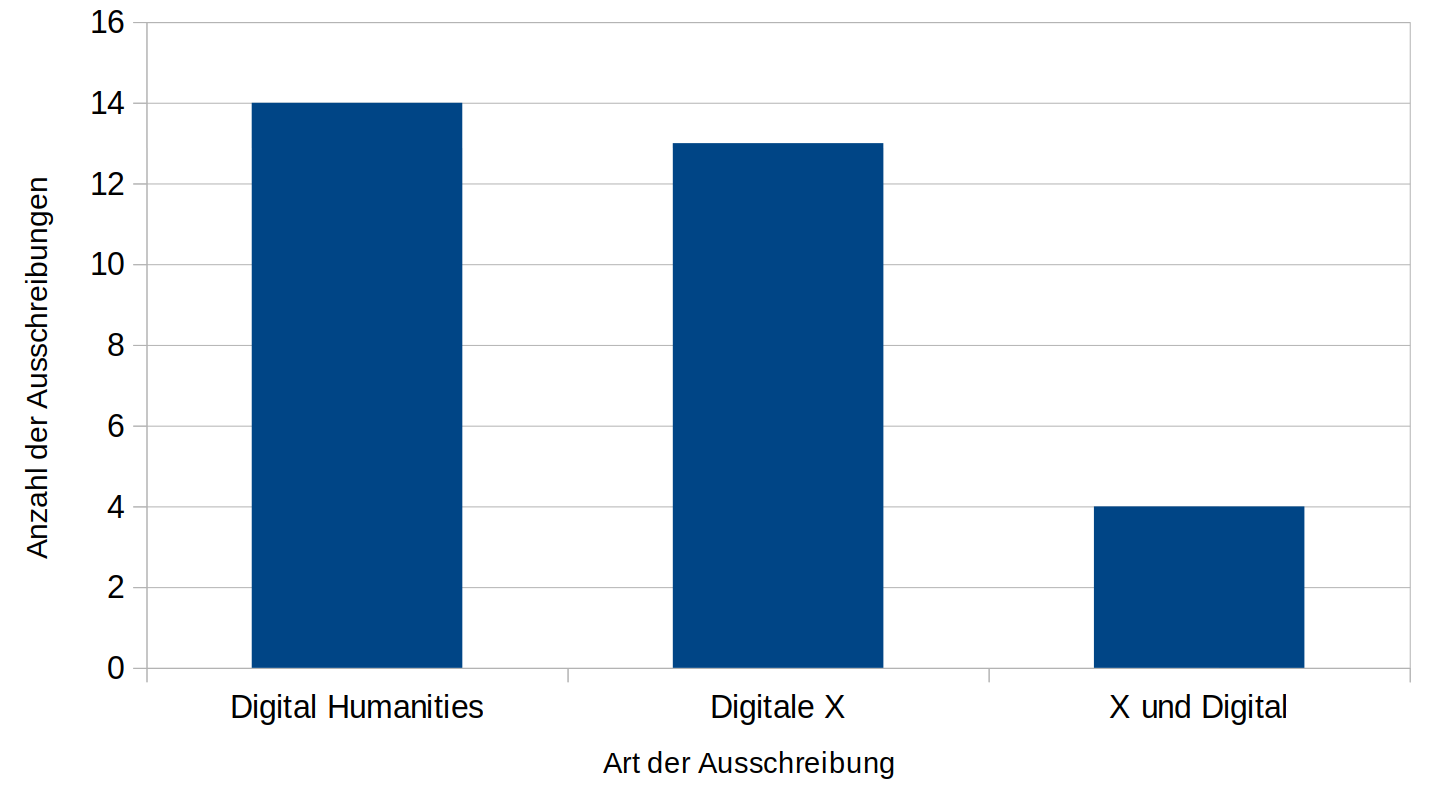 16
14
12
10
8
6
4
2
0
Anzahl der Ausschreibungen
Digital Humanities
Digitale X
X und Digital
Art der Ausschreibung